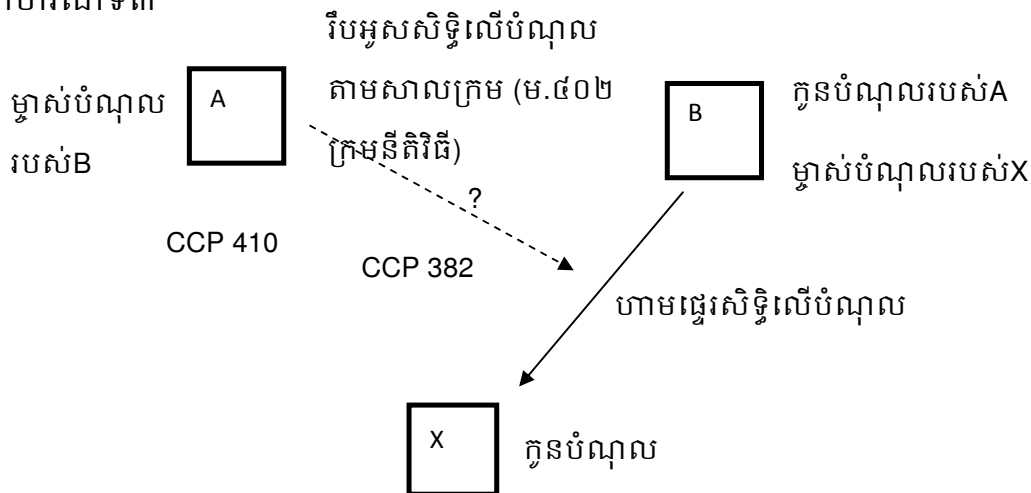 រឹបអូសសិទ្ធិលើបំណុល
តាមសាលក្រម (ម.៤០២
ក្រមនីតិវិធី)
ម្ចាស់បំណុល
របស់B
A
B
កូនបំណុលរបស់A
ម្ចាស់បំណុលរបស់X
?
CCP 410
CCP 382
ហាមផ្ទេរសិទ្ធិលើបំណុល
X
កូនបំណុល